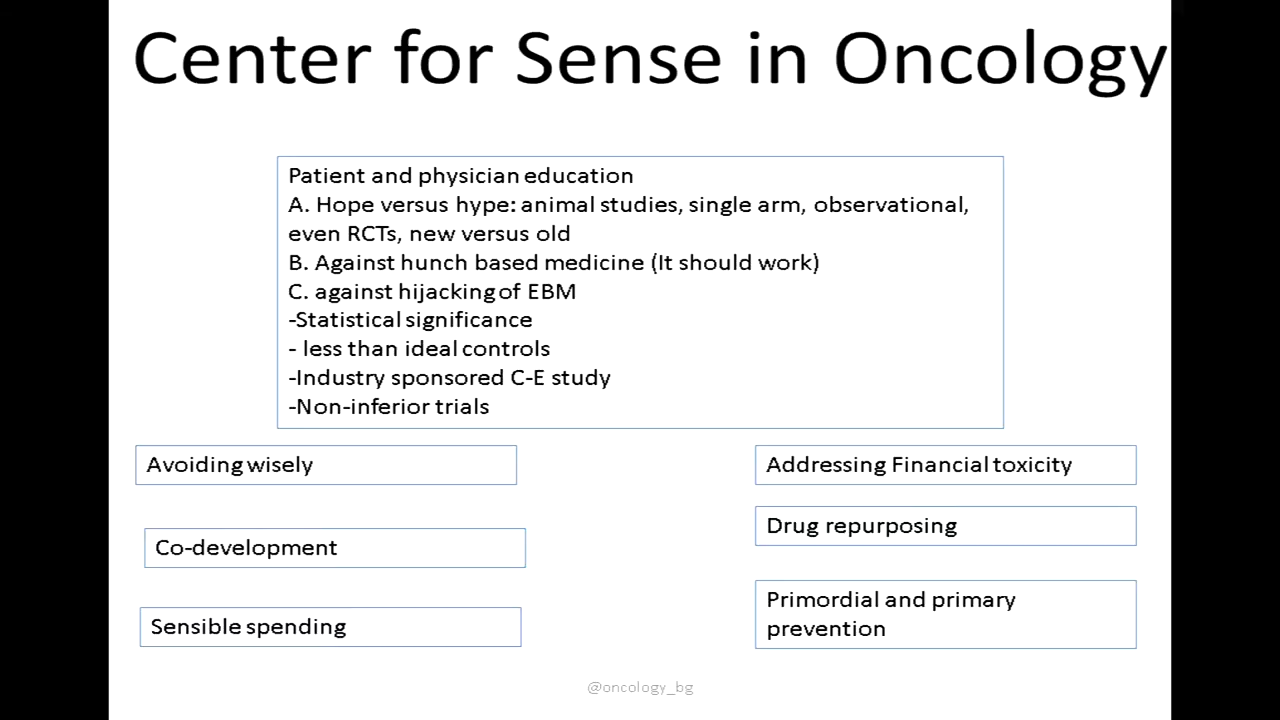 Center for Sense in Oncology
Patient and physician education
A. Hope versus hype: animal studies, single arm, observational,
even RCTs, new versus old
B. Against hunch based medicine (It should work)
C. against hijacking of EBM
-Statistical significance
- less than ideal controls
-Industry sponsored C-E study
-Non-inferior trials
Avoiding wisely
Addressing Financial toxicity
Co-development
Drug repurposing
Sensible spending
Primordial and primary
prevention
@oncology_bg